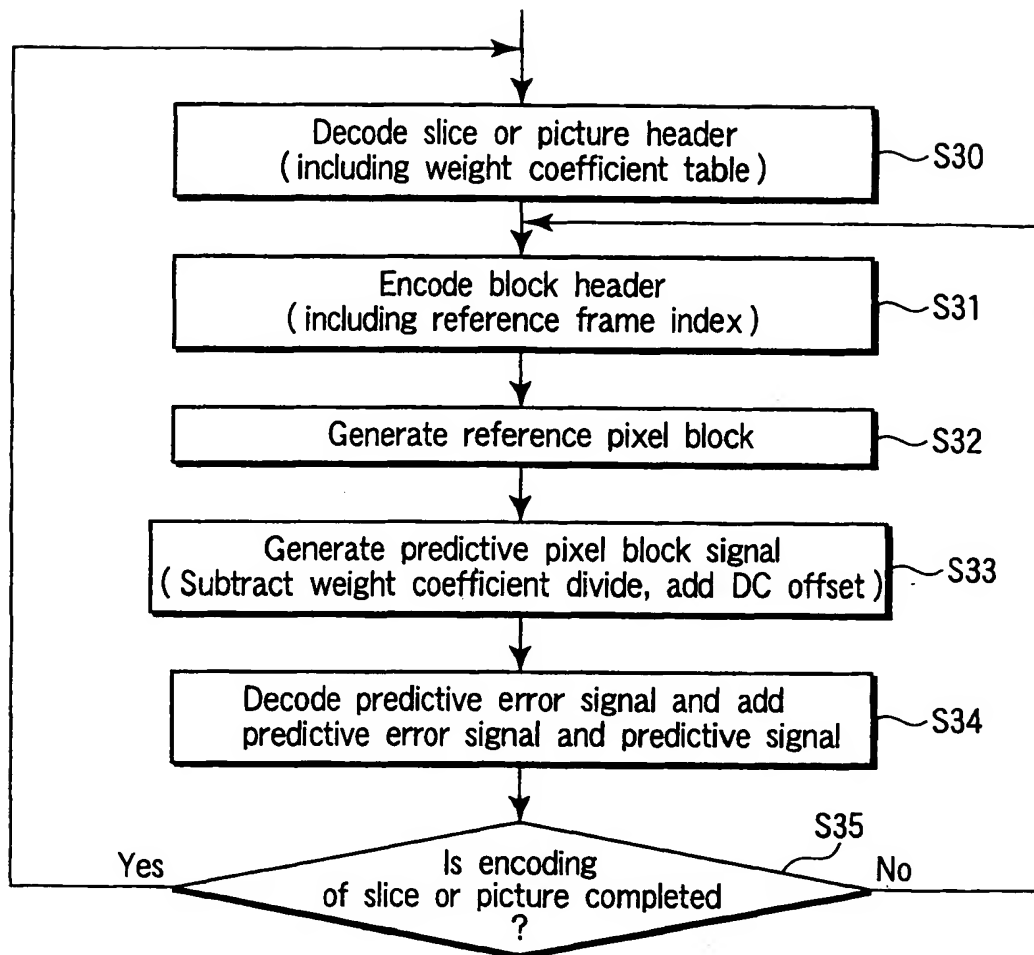 Decode slice or picture header
(including weight coefficient table)
S30
Encode block header
(including reference frame index)
S31
Generate reference pixel block
S32
Generate predictive pixel block signal
(Subtract weight coefficient divide, add DC offset)
S33
Decode predictive error signal and add
predictive error signal and predictive signal
S34
S35
Yes
Is encoding
of slice or picture completed
?
No